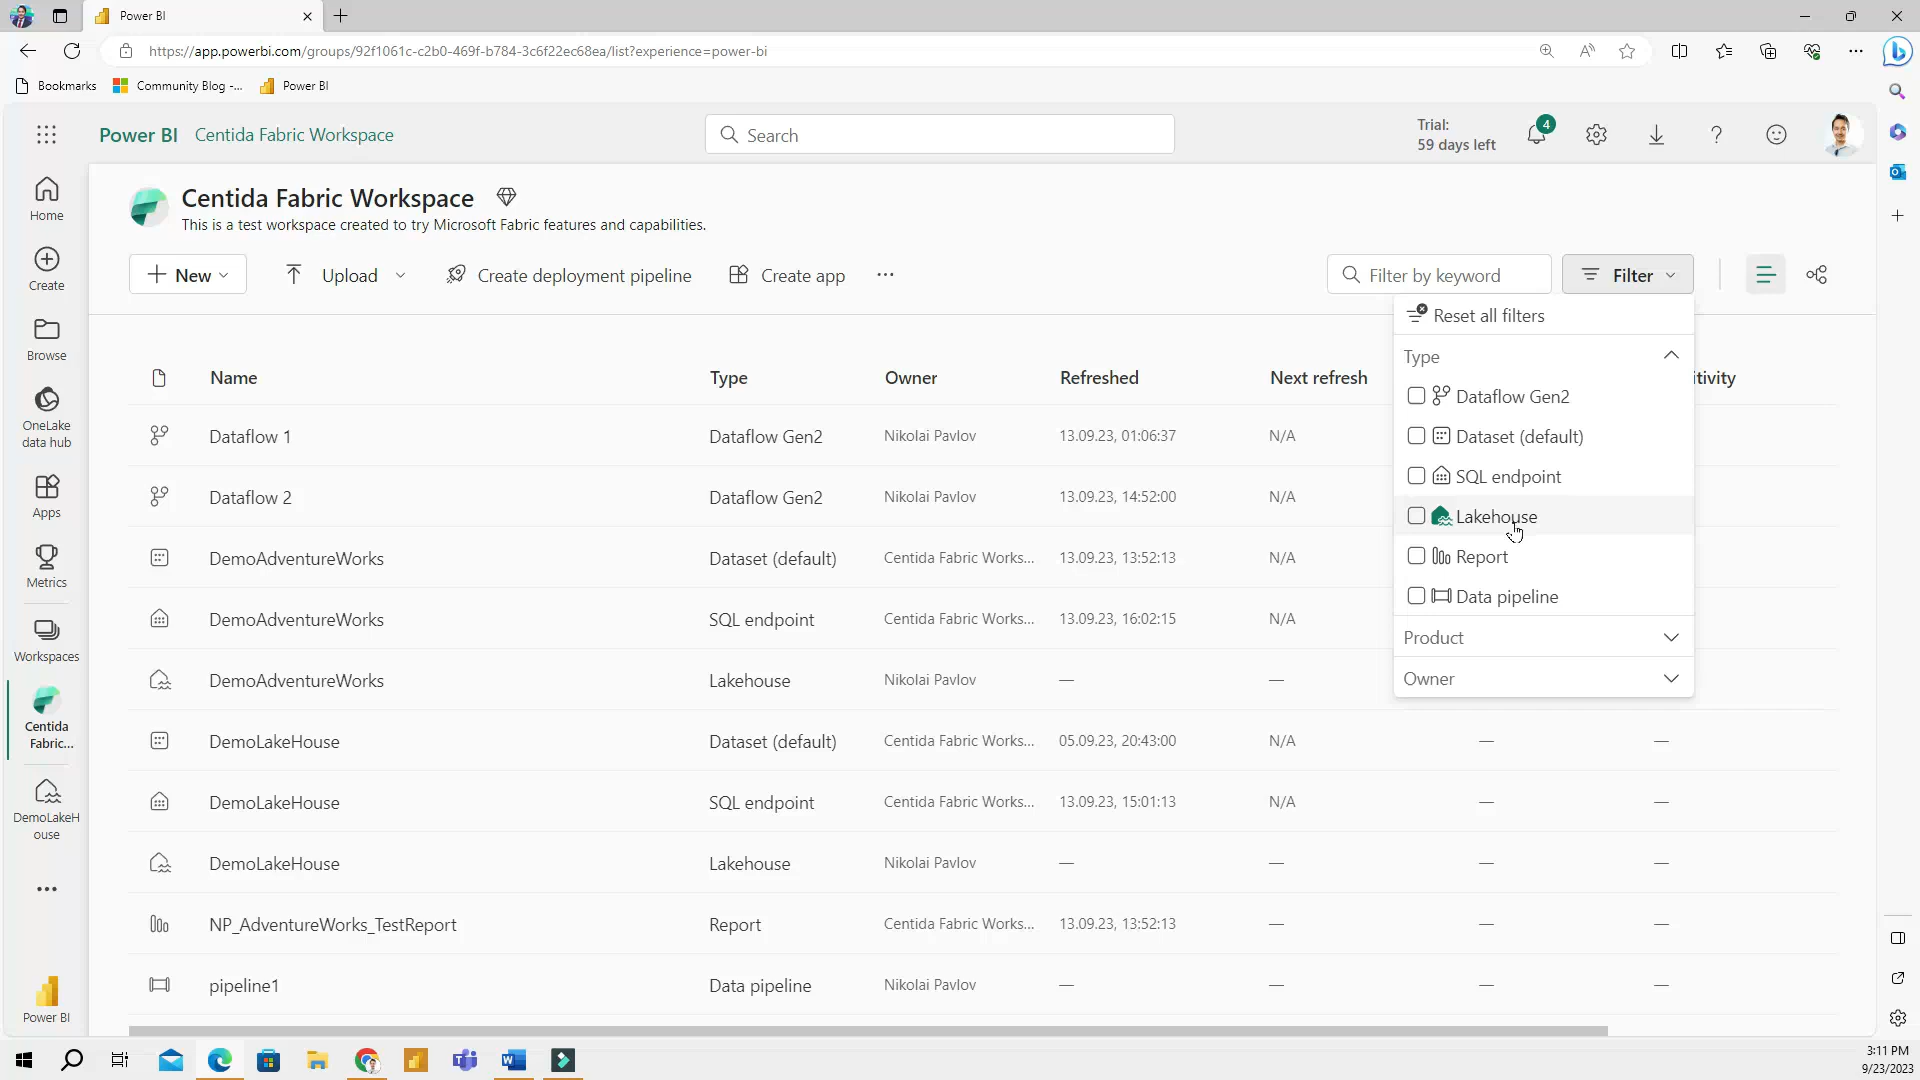 Power BI
https://app.powerbi.com/groups/92f1061c-c2b0-469f-b784-3c6f22ec68ea/list?experience=power-bi
Bookmarks
Community Blog -...
Power BI
Power BI
Centida Fabric Workspace
Search
Trial:
59 days left
4
Home
Create
Browse
OneLake
data hub
Apps
Metrics
Workspaces
Centida
Fabric...
DemoLakeH
ouse
Power BI
Centida Fabric Workspace
This is a test workspace created to try Microsoft Fabric features and capabilities.
New
Upload
Create deployment pipeline
Create app
Filter by keyword
Filter
Reset all filters
Type
Dataflow Gen2
Dataset (default)
SQL endpoint
Lakehouse
Report
Data pipeline
Product
Owner
Name Type Owner Refreshed Next refresh itivity
Dataflow 1 Dataflow Gen2 Nikolai Pavlov 13.09.23, 01:06:37 N/A
Dataflow 2 Dataflow Gen2 Nikolai Pavlov 13.09.23, 14:52:00 N/A
DemoAdventureWorks Dataset (default) Centida Fabric Works... 13.09.23, 13:52:13 N/A
DemoAdventureWorks SQL endpoint Centida Fabric Works... 13.09.23, 16:02:15 N/A
DemoAdventureWorks Lakehouse Nikolai Pavlov — —
DemoLakeHouse Dataset (default) Centida Fabric Works... 05.09.23, 20:43:00 N/A — —
DemoLakeHouse SQL endpoint Centida Fabric Works... 13.09.23, 15:01:13 N/A — —
DemoLakeHouse Lakehouse Nikolai Pavlov — — — —
NP_AdventureWorks_TestReport Report Centida Fabric Works... 13.09.23, 13:52:13 — — —
pipeline1 Data pipeline Nikolai Pavlov — — — —
3:11 PM
9/23/2023